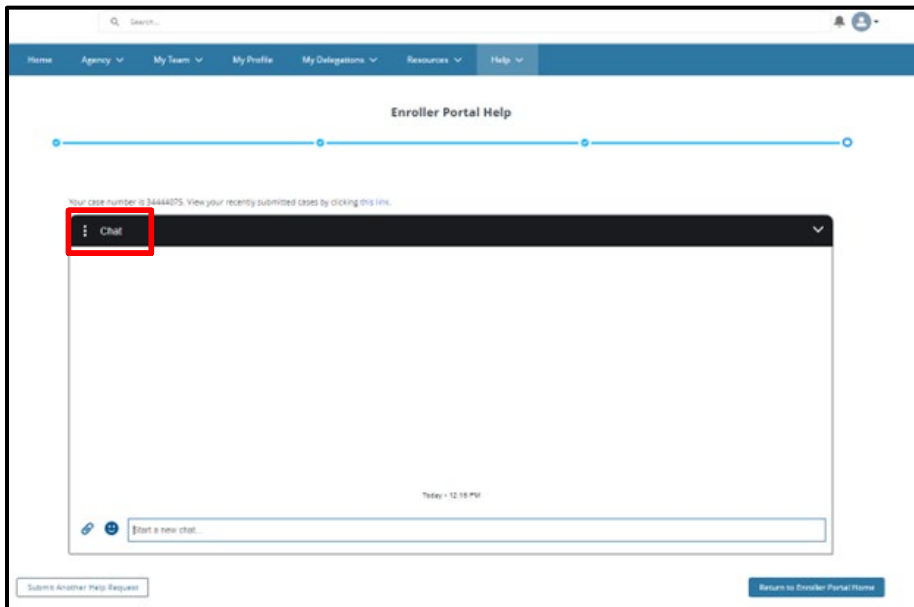 Search...
Home Agency My Team My Profile My Delegations Resources Help
Enroller Portal Help
Your case number is 34444075. View your recently submitted cases by clicking this link.
Chat
Today • 12:16 PM
Start a new chat...
Submit Another Help Request Return to Enroller Portal Home